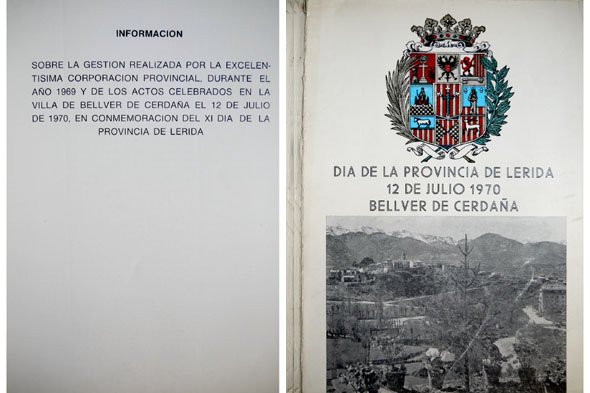 INFORMACION
SOBRE LA GESTION REALIZADA POR LA EXCELEN-
TISIMA CORPORACION PROVINCIAL, DURANTE EL
AÑO 1969 Y DE LOS ACTOS CELEBRADOS EN LA
VILLA DE BELLVER DE CERDAÑA EL 12 DE JULIO
DE 1970, EN CONMEMORACION DEL XI DIA DE LA
PROVINCIA DE LERIDA
DIA DE LA PROVINCIA DE LERIDA
12 DE JULIO 1970
BELLVER DE CERDAÑA